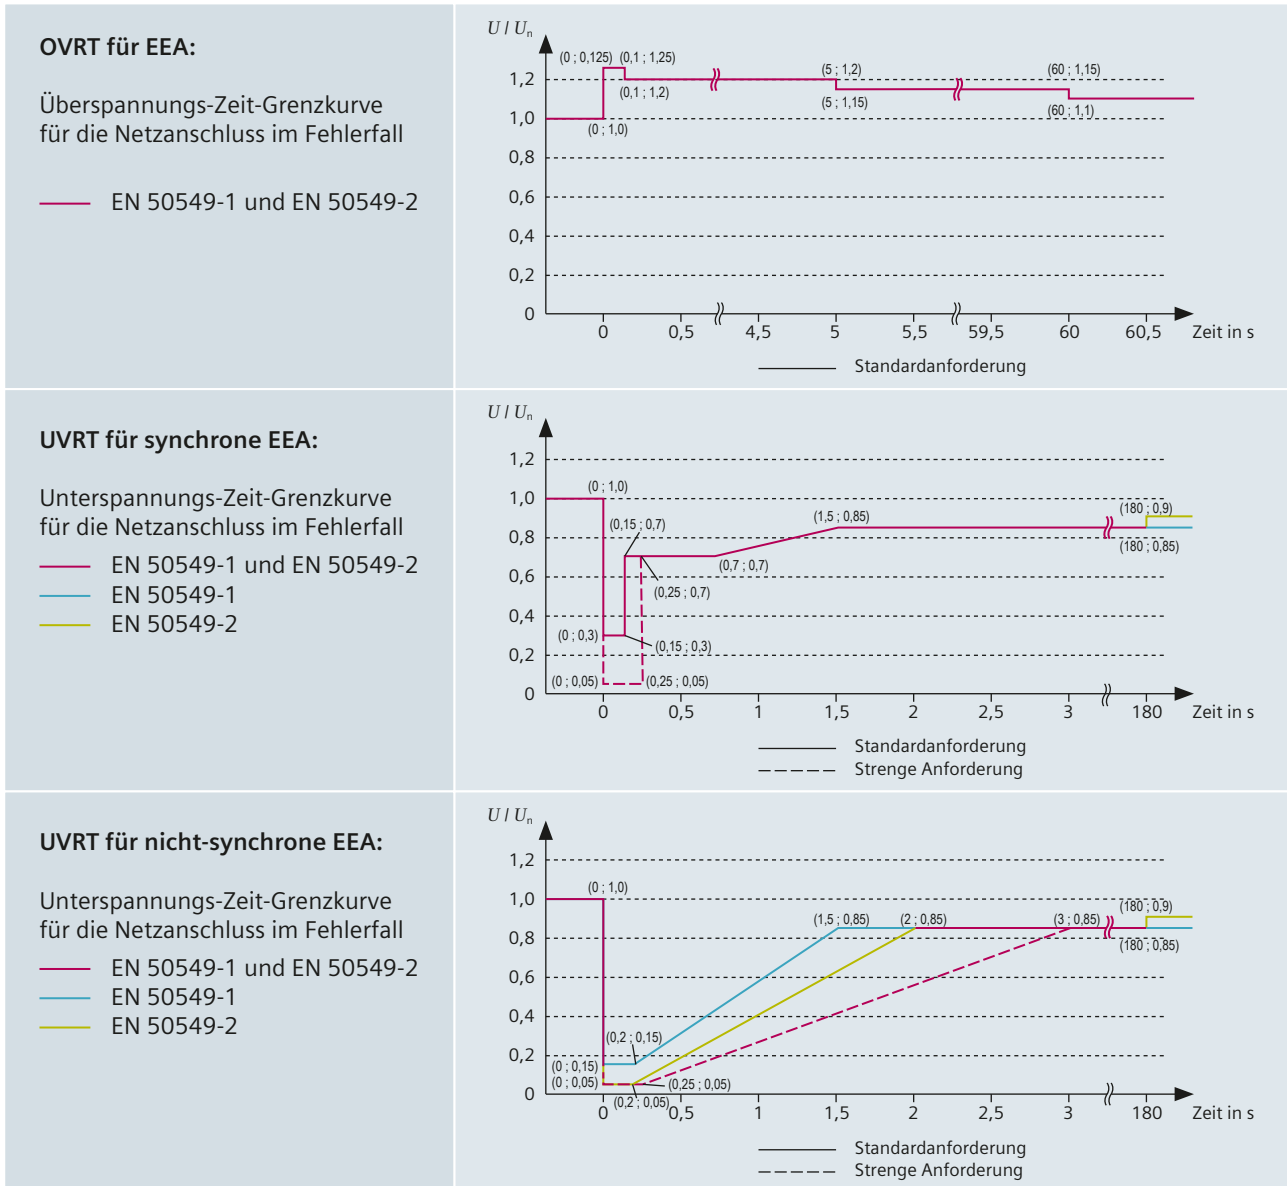 OVRT für EEA:
Überspannungs-Zeit-Grenzkurve
für die Netzanschluss im Fehlerfall
EN 50549-1 und EN 50549-2
U / Un
(0 ; 0,125) (0,1 ; 1,25)
(5 ; 1,2)
(60 ; 1,15)
1,2
(0,1 ; 1,2)
(5 ; 1,15)
(60 ; 1,1)
1,0
(0 ; 1,0)
0,8
0,6
0,4
0,2
0
0 0,5 4,5 5 5,5 59,5 60 60,5 Zeit in s
Standardanforderung
UVRT für synchrone EEA:
Unterspannungs-Zeit-Grenzkurve
für die Netzanschluss im Fehlerfall
EN 50549-1 und EN 50549-2
EN 50549-1
EN 50549-2
U / Un
1,2
(0 ; 1,0)
1,0
(180 ; 0,9)
(0,15 ; 0,7)
(1,5 ; 0,85)
0,8
(180 ; 0,85)
(0,7 ; 0,7)
0,6
(0,25 ; 0,7)
0,4
(0 ; 0,3)
(0,15 ; 0,3)
0,2
(0 ; 0,05)
(0,25 ; 0,05)
0
0 0,5 1 1,5 2 2,5 3 180 Zeit in s
Standardanforderung
Strenge Anforderung
UVRT für nicht-synchrone EEA:
Unterspannungs-Zeit-Grenzkurve
für die Netzanschluss im Fehlerfall
EN 50549-1 und EN 50549-2
EN 50549-1
EN 50549-2
U / Un
1,2
(0 ; 1,0)
1,0
(180 ; 0,9)
(1,5 ; 0,85) (2 ; 0,85) (3 ; 0,85)
0,8
(180 ; 0,85)
0,6
0,4
(0,2 ; 0,15)
0,2
(0 ; 0,15)
(0 ; 0,05)
(0,25 ; 0,05)
0
(0,2 ; 0,05)
0 0,5 1 1,5 2 2,5 3 180 Zeit in s
Standardanforderung
Strenge Anforderung